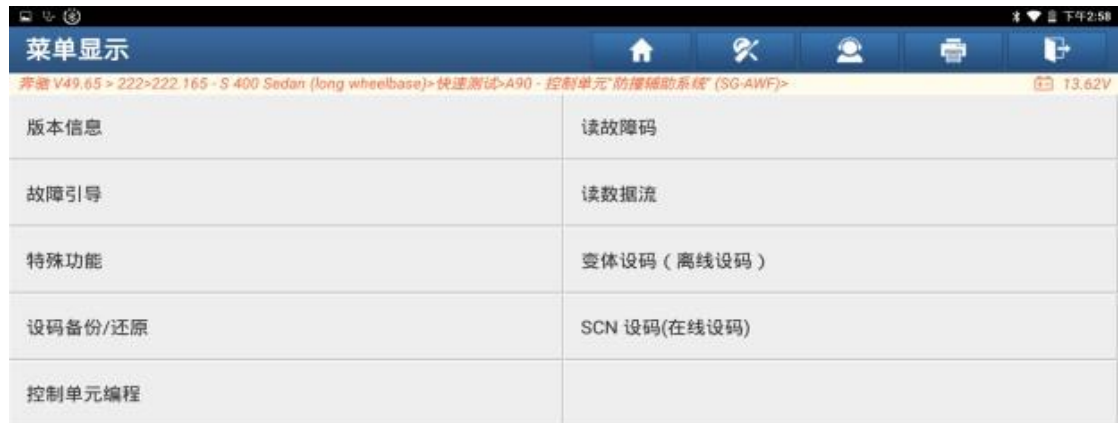 下午2:58
菜单显示
奔驰 V49.65 > 222>222.165 - S 400 Sedan (long wheelbase)>快速测试>A90 - 控制单元"防撞辅助系统" (SG-AWF)>
13.62V
版本信息
读故障码
故障引导
读数据流
特殊功能
变体设码 ( 离线设码 )
设码备份/还原
SCN 设码(在线设码)
控制单元编程